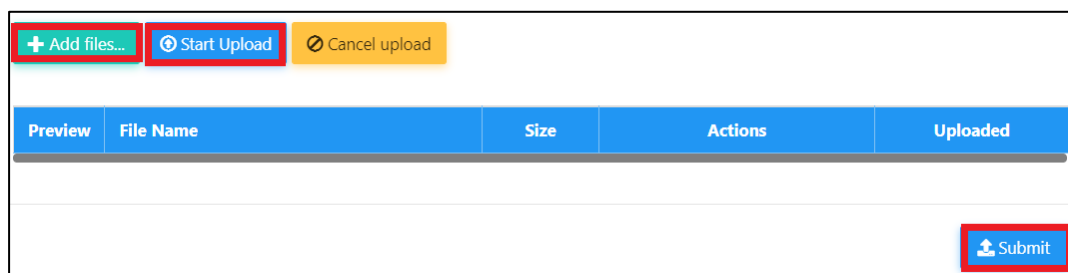 Add files... Start Upload Cancel upload
Preview File Name Size Actions Uploaded
Submit